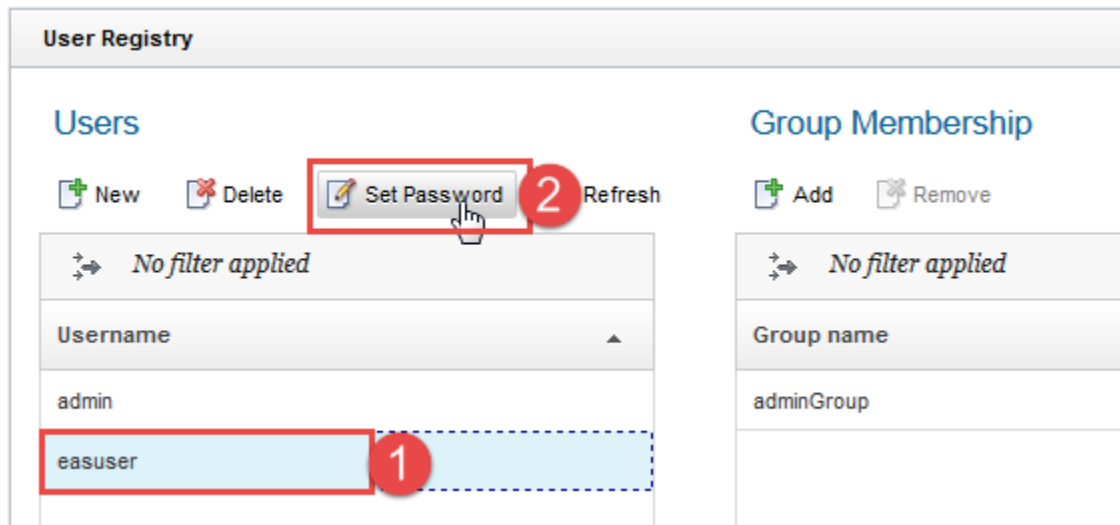 User Registry
Users
Group Membership
New Delete Set Password 2 Refresh
Add Remove
No filter applied
No filter applied
Username
Group name
admin
adminGroup
easuser 1